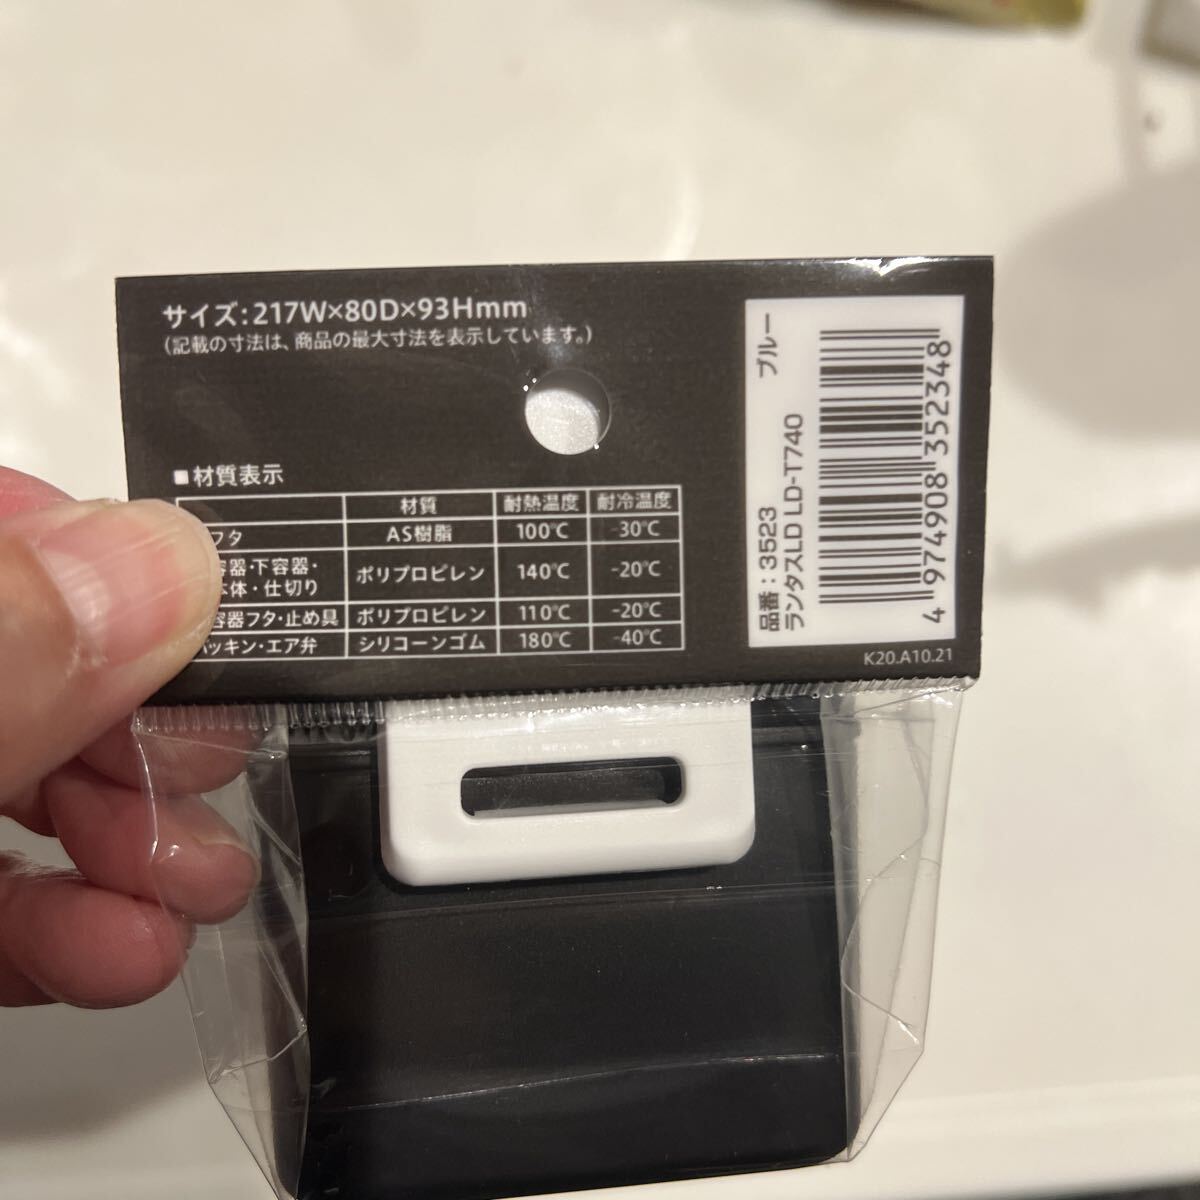 サイズ:217W×80D×93Hmm
(記載の寸法は、商品の最大寸法を表示しています。)
■材質表示
材質 耐熱温度 耐冷温度
フタ AS樹脂 100℃ -30℃
容器・下容器・
本体・仕切り ポリプロピレン 140℃ -20℃
容器フタ・止め具 ポリプロピレン 110℃ -20℃
パッキン・エア弁 シリコーンゴム 180℃ -40℃
品番:3523 ブルー
ランタスLD LD-T740
4 974908 352348
K20.A10.21